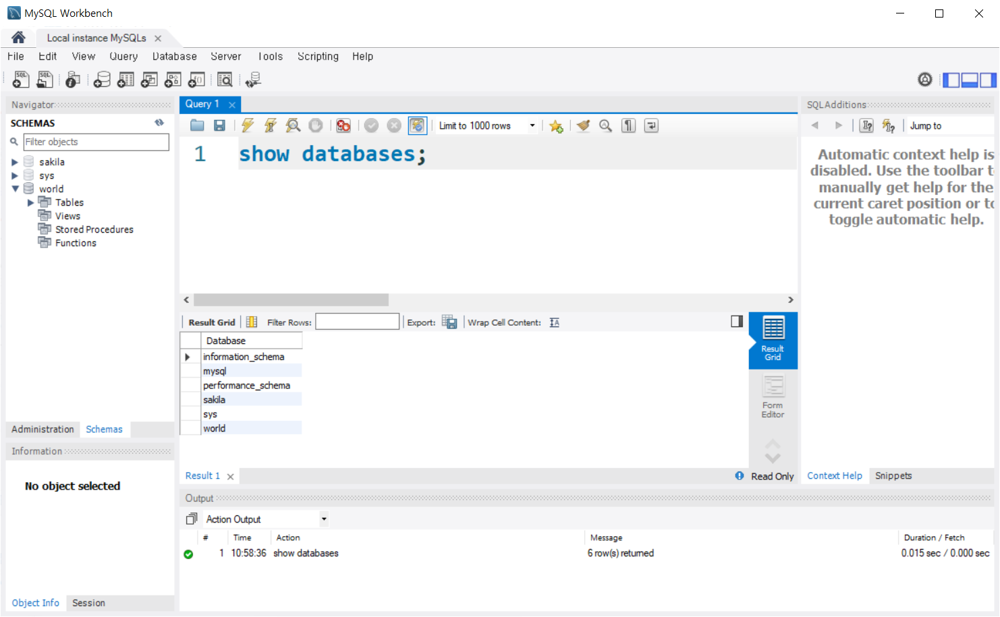 MySQL Workbench
Local instance MySQLs
File Edit View Query Database Server Tools Scripting Help
Navigator
SCHEMAS
Filter objects
sakila
sys
world
Tables
Views
Stored Procedures
Functions
Administration Schemas
Information
No object selected
Object Info Session
Query 1
Limit to 1000 rows
1 show databases;
Result Grid Filter Rows: Export: Wrap Cell Content:
Database
information_schema
mysql
performance_schema
sakila
sys
world
Result Grid
Form Editor
Result 1 Read Only
SQLAdditions
Jump to
Automatic context help is
disabled. Use the toolbar t
manually get help for the
current caret position or to
toggle automatic help.
Context Help Snippets
Output
Action Output
# Time Action Message Duration / Fetch
1 10:58:36 show databases 6 row(s) returned 0.015 sec / 0.000 sec